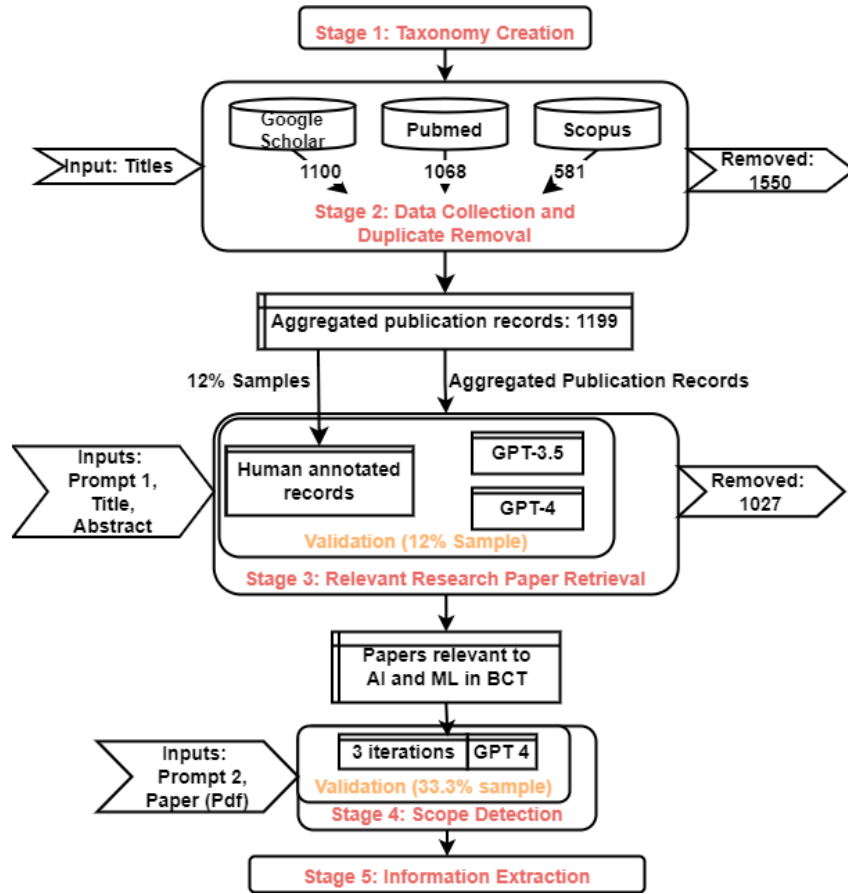 Stage 1: Taxonomy Creation
Google
Scholar
Pubmed
Scopus
Input: Titles
1100
1068
581
Removed:
1550
Stage 2: Data Collection and
Duplicate Removal
Aggregated publication records: 1199
12% Samples
Aggregated Publication Records
Inputs:
Prompt 1,
Title,
Abstract
Human annotated
records
GPT-3.5
GPT-4
Removed:
1027
Validation (12% Sample)
Stage 3: Relevant Research Paper Retrieval
Papers relevant to
AI and ML in BCT
Inputs:
Prompt 2,
Paper (Pdf)
3 iterations
GPT 4
Validation (33.3% sample)
Stage 4: Scope Detection
Stage 5: Information Extraction